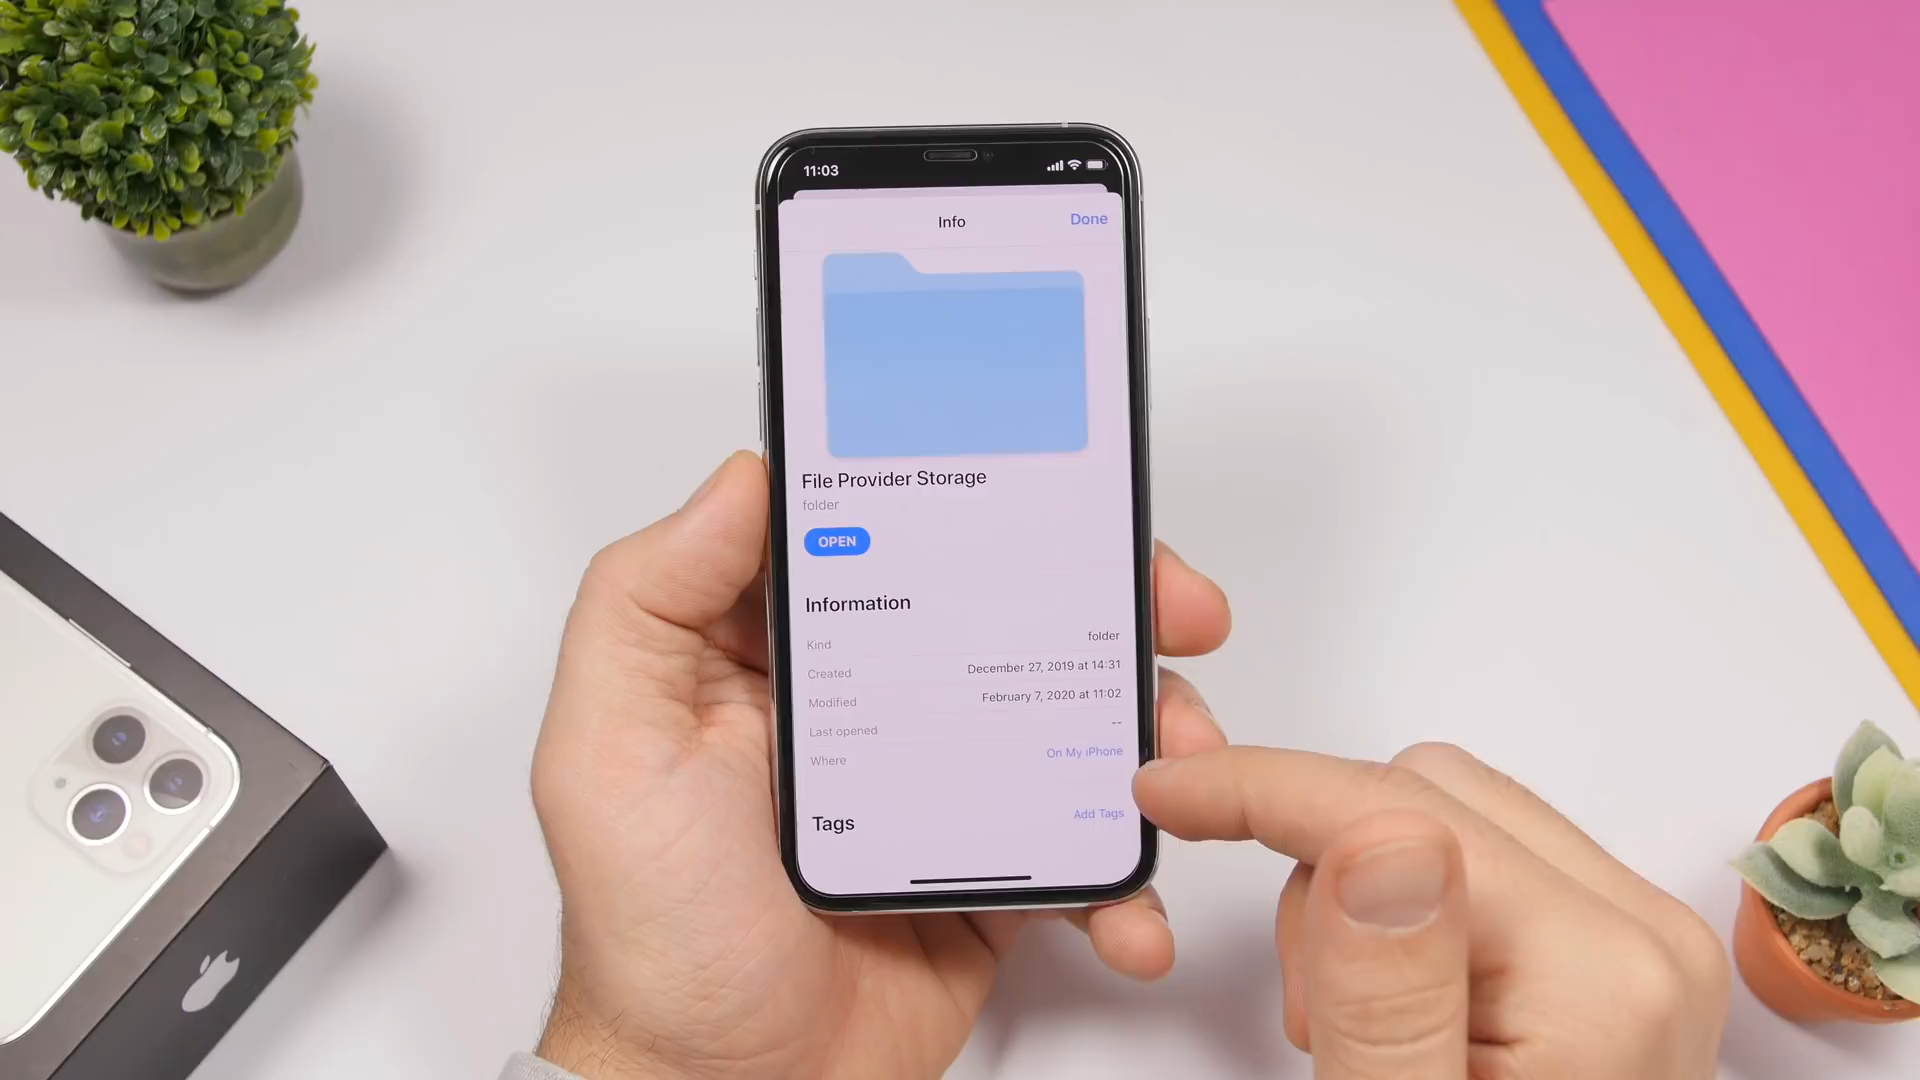 11:03
Info
Done
File Provider Storage
folder
OPEN
Information
Kind folder
Created December 27, 2019 at 14:31
Modified February 7, 2020 at 11:02
Last opened --
Where On My iPhone
Tags Add Tags